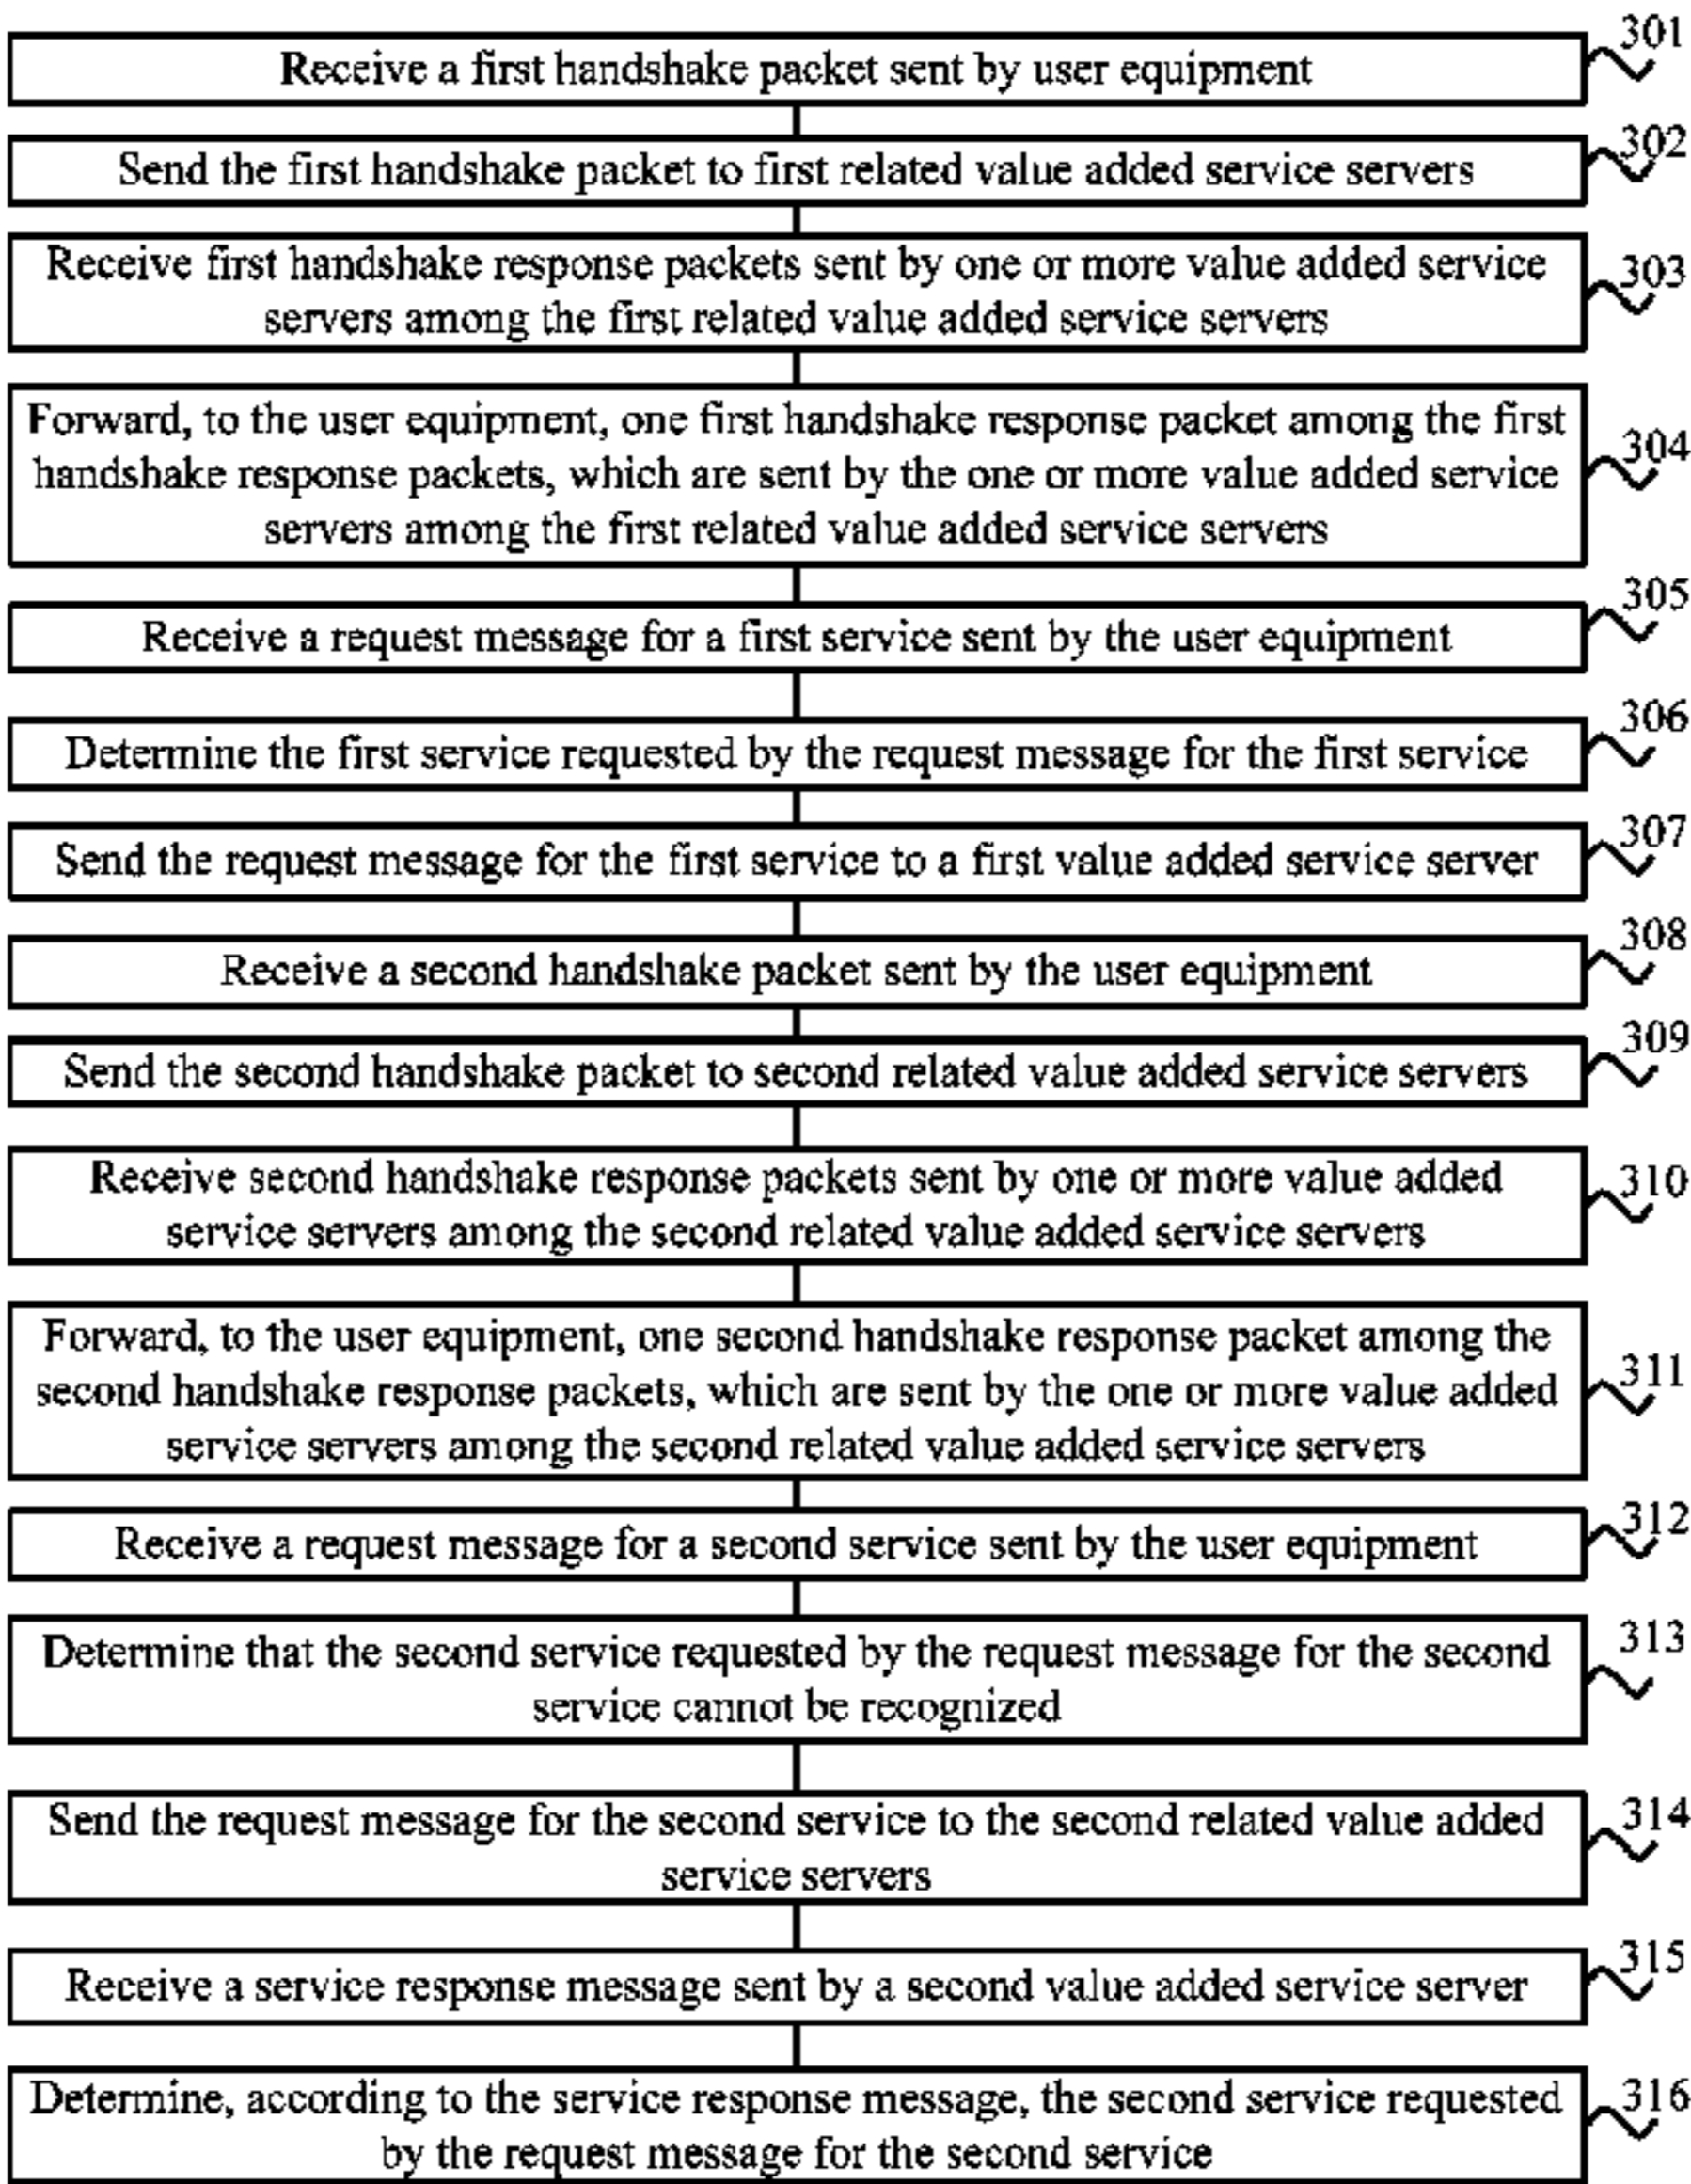 301
Receive a first handshake packet sent by user equipment
302
Send the first handshake packet to first related value added service servers
303
Receive first handshake response packets sent by one or more value added service
servers among the first related value added service servers
304
Forward, to the user equipment, one first handshake response packet among the first
handshake response packets, which are sent by the one or more value added service
servers among the first related value added service servers
305
Receive a request message for a first service sent by the user equipment
306
Determine the first service requested by the request message for the first service
307
Send the request message for the first service to a first value added service server
308
Receive a second handshake packet sent by the user equipment
309
Send the second handshake packet to second related value added service servers
310
Receive second handshake response packets sent by one or more value added
service servers among the second related value added service servers
311
Forward, to the user equipment, one second handshake response packet among the
second handshake response packets, which are sent by the one or more value added
service servers among the second related value added service servers
312
Receive a request message for a second service sent by the user equipment
313
Determine that the second service requested by the request message for the second
service cannot be recognized
314
Send the request message for the second service to the second related value added
service servers
315
Receive a service response message sent by a second value added service server
316
Determine, according to the service response message, the second service requested
by the request message for the second service